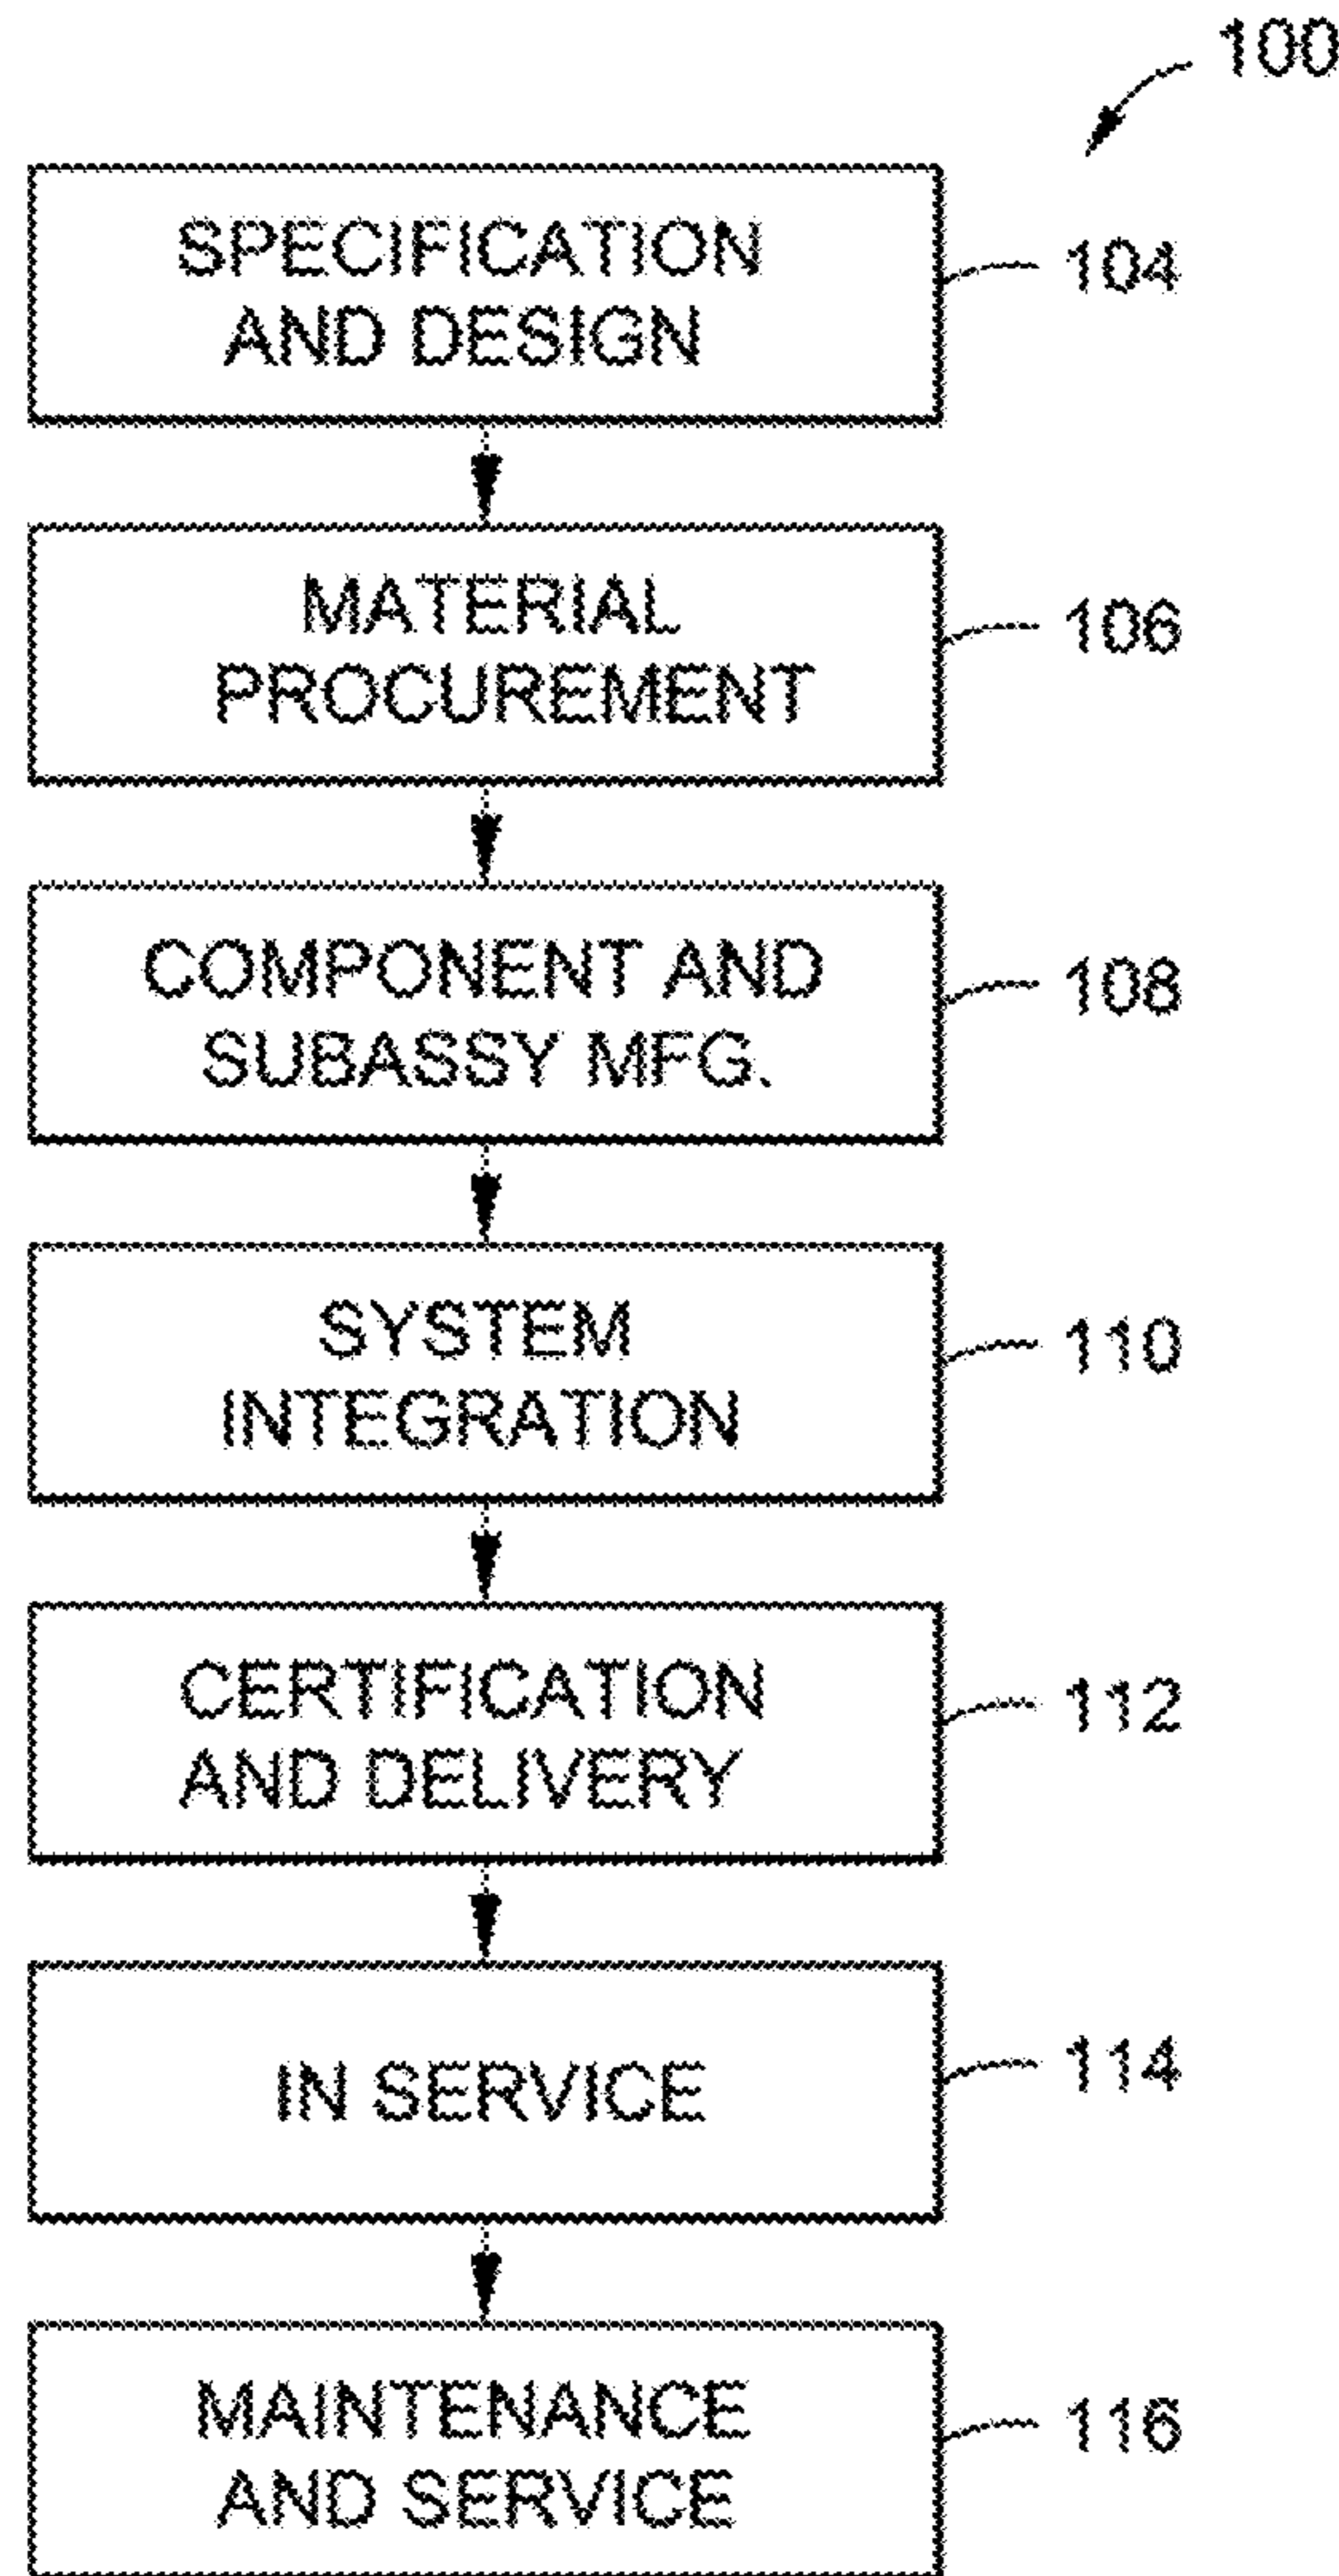 100
SPECIFICATION
AND DESIGN
104
MATERIAL
PROCUREMENT
106
COMPONENT AND
SUBASSY MFG.
108
SYSTEM
INTEGRATION
110
CERTIFICATION
AND DELIVERY
112
IN SERVICE
114
MAINTENANCE
AND SERVICE
116